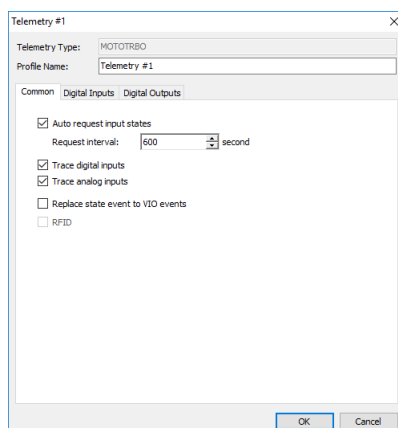 Telemetry #1
Telemetry Type: MOTOTRBO
Profile Name: Telemetry #1
Common Digital Inputs Digital Outputs
Auto request input states
Request interval: 600 second
Trace digital inputs
Trace analog inputs
Replace state event to VIO events
RFID
OK Cancel